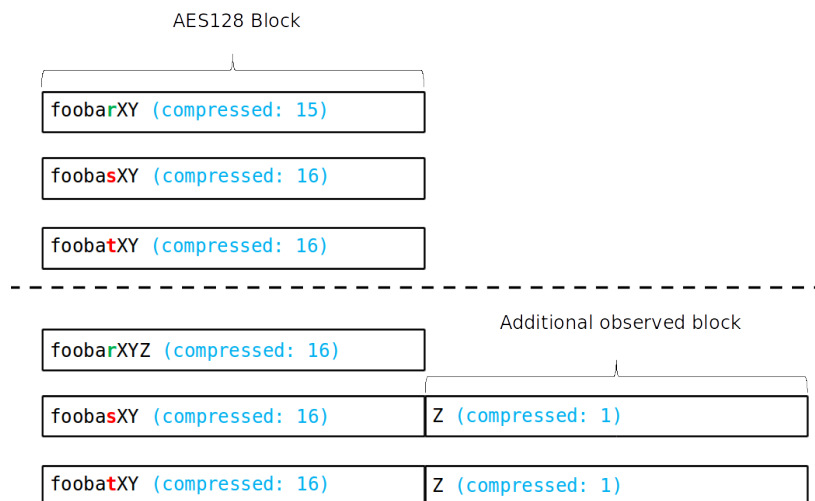 AES128 Block
foobarXY (compressed: 15)
foobasXY (compressed: 16)
foobatXY (compressed: 16)
Additional observed block
foobarXYZ (compressed: 16)
foobasXY (compressed: 16) Z (compressed: 1)
foobatXY (compressed: 16) Z (compressed: 1)